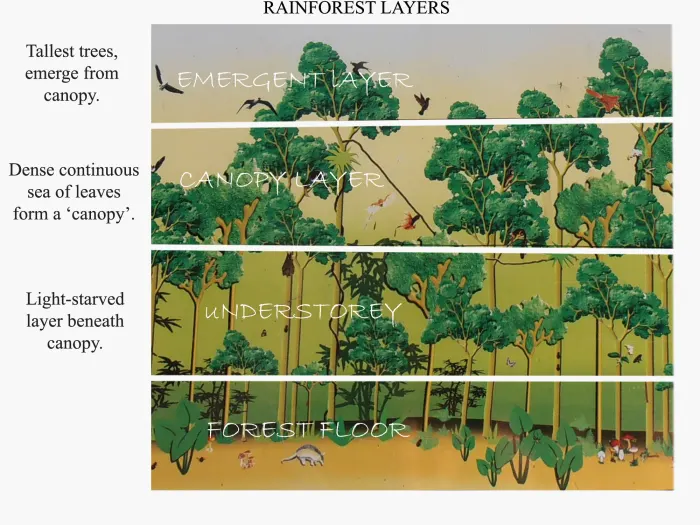 RAINFOREST LAYERS
Tallest trees,
emerge from
canopy.
EMERGENT LAYER
Dense continuous
sea of leaves
form a ‘canopy’.
CANOPY LAYER
Light-starved
layer beneath
canopy.
UNDERSTOREY
FOREST FLOOR